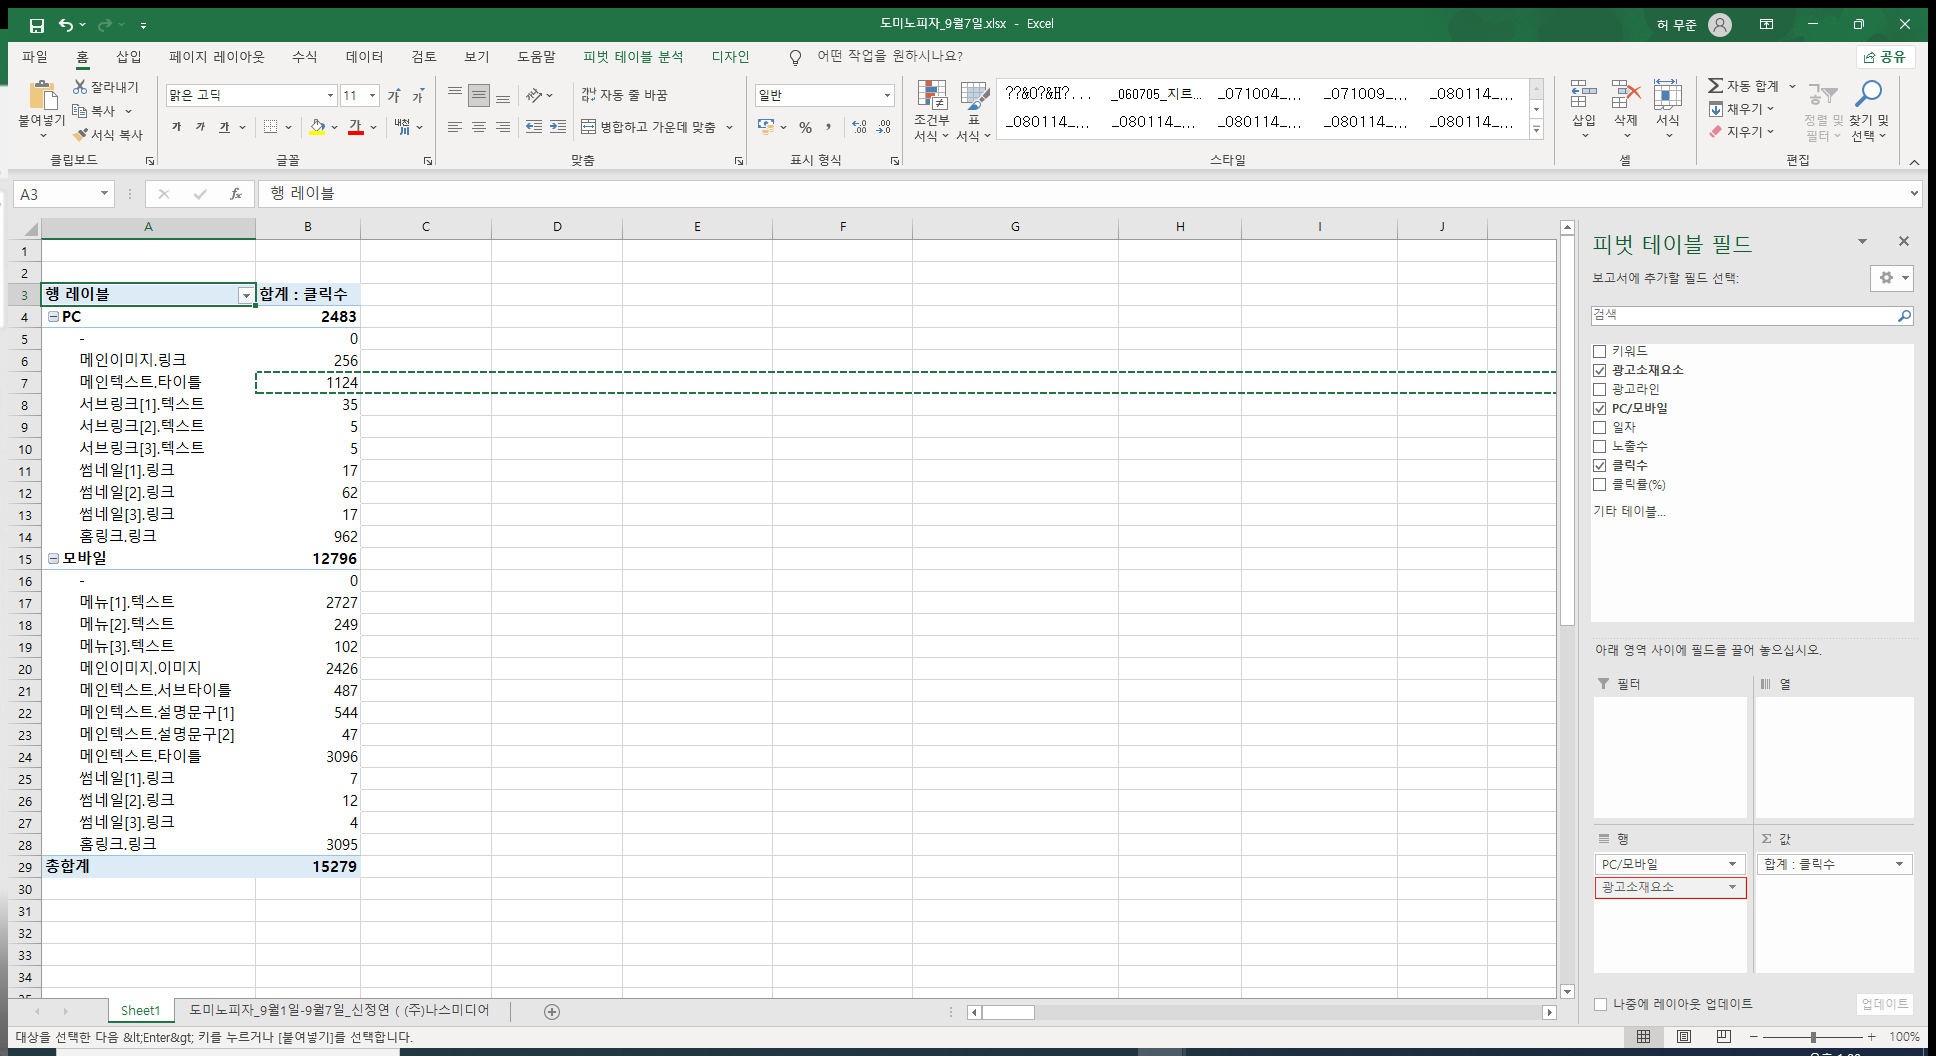 도미노피자_9월7일.xlsx - Excel
허 무준
파일 홈 삽입 페이지 레이아웃 수식 데이터 검토 보기 도움말 피벗 테이블 분석 디자인 어떤 작업을 원하시나요?
공유
붙여넣기
잘라내기
복사
서식 복사
클립보드
맑은 고딕 11 가 가
가 가 가 가 내천
글꼴
자동 줄 바꿈
병합하고 가운데 맞춤
맞춤
일반
% ,
표시 형식
조건부 서식
표 서식
??&0?&H?... _060705_지르... _071004_... _071009_... _080114_...
_080114_... _080114_... _080114_... _080114_... _080114_...
스타일
삽입 삭제 서식
셀
자동 합계
채우기
지우기
정렬 및 필터
찾기 및 선택
편집
A3 fx 행 레이블
A B C D E F G H I J
1
2
3 행 레이블 합계 : 클릭수
4 PC 2483
5 - 0
6 메인이미지.링크 256
7 메인텍스트.타이틀 1124
8 서브링크[1].텍스트 35
9 서브링크[2].텍스트 5
10 서브링크[3].텍스트 5
11 썸네일[1].링크 17
12 썸네일[2].링크 62
13 썸네일[3].링크 17
14 홈링크.링크 962
15 모바일 12796
16 - 0
17 메뉴[1].텍스트 2727
18 메뉴[2].텍스트 249
19 메뉴[3].텍스트 102
20 메인이미지.이미지 2426
21 메인텍스트.서브타이틀 487
22 메인텍스트.설명문구[1] 544
23 메인텍스트.설명문구[2] 47
24 메인텍스트.타이틀 3096
25 썸네일[1].링크 7
26 썸네일[2].링크 12
27 썸네일[3].링크 4
28 홈링크.링크 3095
29 총합계 15279
30
31
32
33
34
피벗 테이블 필드
보고서에 추가할 필드 선택:
검색
키워드
광고소재요소
광고라인
PC/모바일
일자
노출수
클릭수
클릭률(%)
기타 테이블...
아래 영역 사이에 필드를 끌어 놓으십시오.
필터 열
행 Σ 값
PC/모바일 합계 : 클릭수
광고소재요소
나중에 레이아웃 업데이트 업데이트
Sheet1 도미노피자_9월1일-9월7일_신정연 ( (주)나스미디어
대상을 선택한 다음 &lt;Enter&gt; 키를 누르거나 [붙여넣기]를 선택합니다.
100%